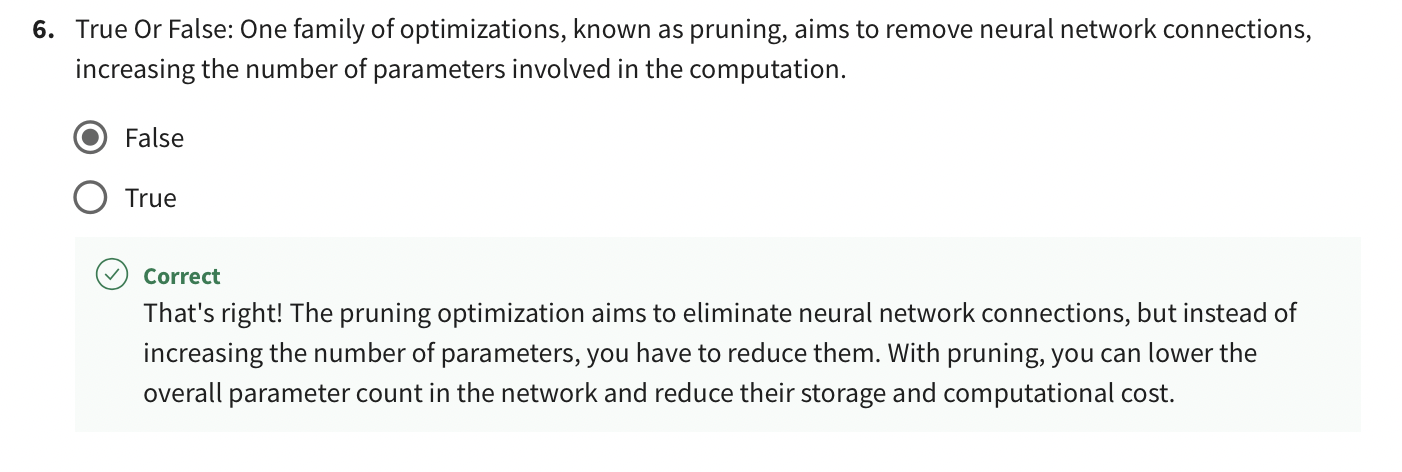 6. True Or False: One family of optimizations, known as pruning, aims to remove neural network connections,
increasing the number of parameters involved in the computation.
False
True
Correct
That's right! The pruning optimization aims to eliminate neural network connections, but instead of
increasing the number of parameters, you have to reduce them. With pruning, you can lower the
overall parameter count in the network and reduce their storage and computational cost.